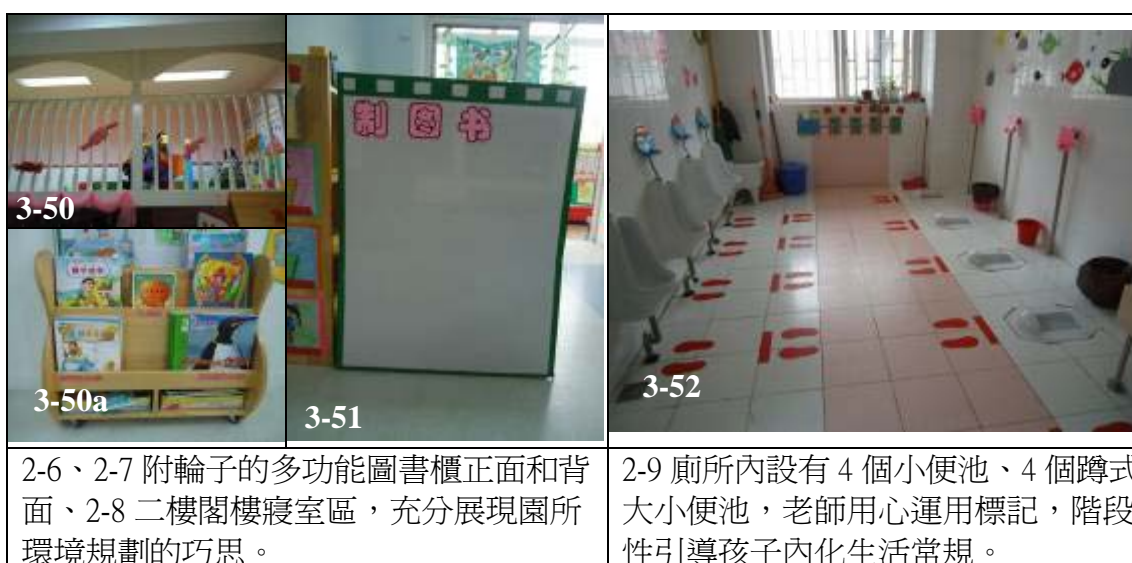 3-50
3-50a
制图书
3-51
3-52
2-6、2-7 附輪子的多功能圖書櫃正面和背
面、2-8 二樓閣樓寢室區，充分展現園所
環境規劃的巧思。
2-9 廁所內設有 4 個小便池、4 個蹲式
大小便池，老師用心運用標記，階段
性引導孩子內化生活常規。